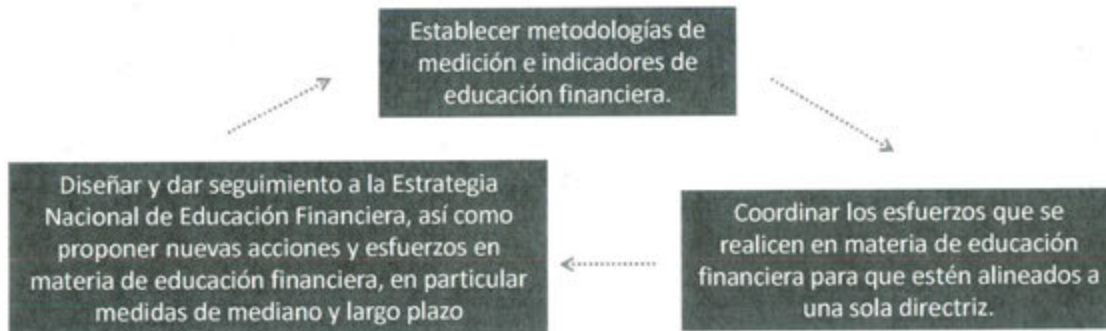 Establecer metodologías de
medición e indicadores de
educación financiera.
Diseñar y dar seguimiento a la Estrategia
Nacional de Educación Financiera, así como
proponer nuevas acciones y esfuerzos en
materia de educación financiera, en particular
medidas de mediano y largo plazo
Coordinar los esfuerzos que se
realicen en materia de educación
financiera para que estén alineados a
una sola directriz.